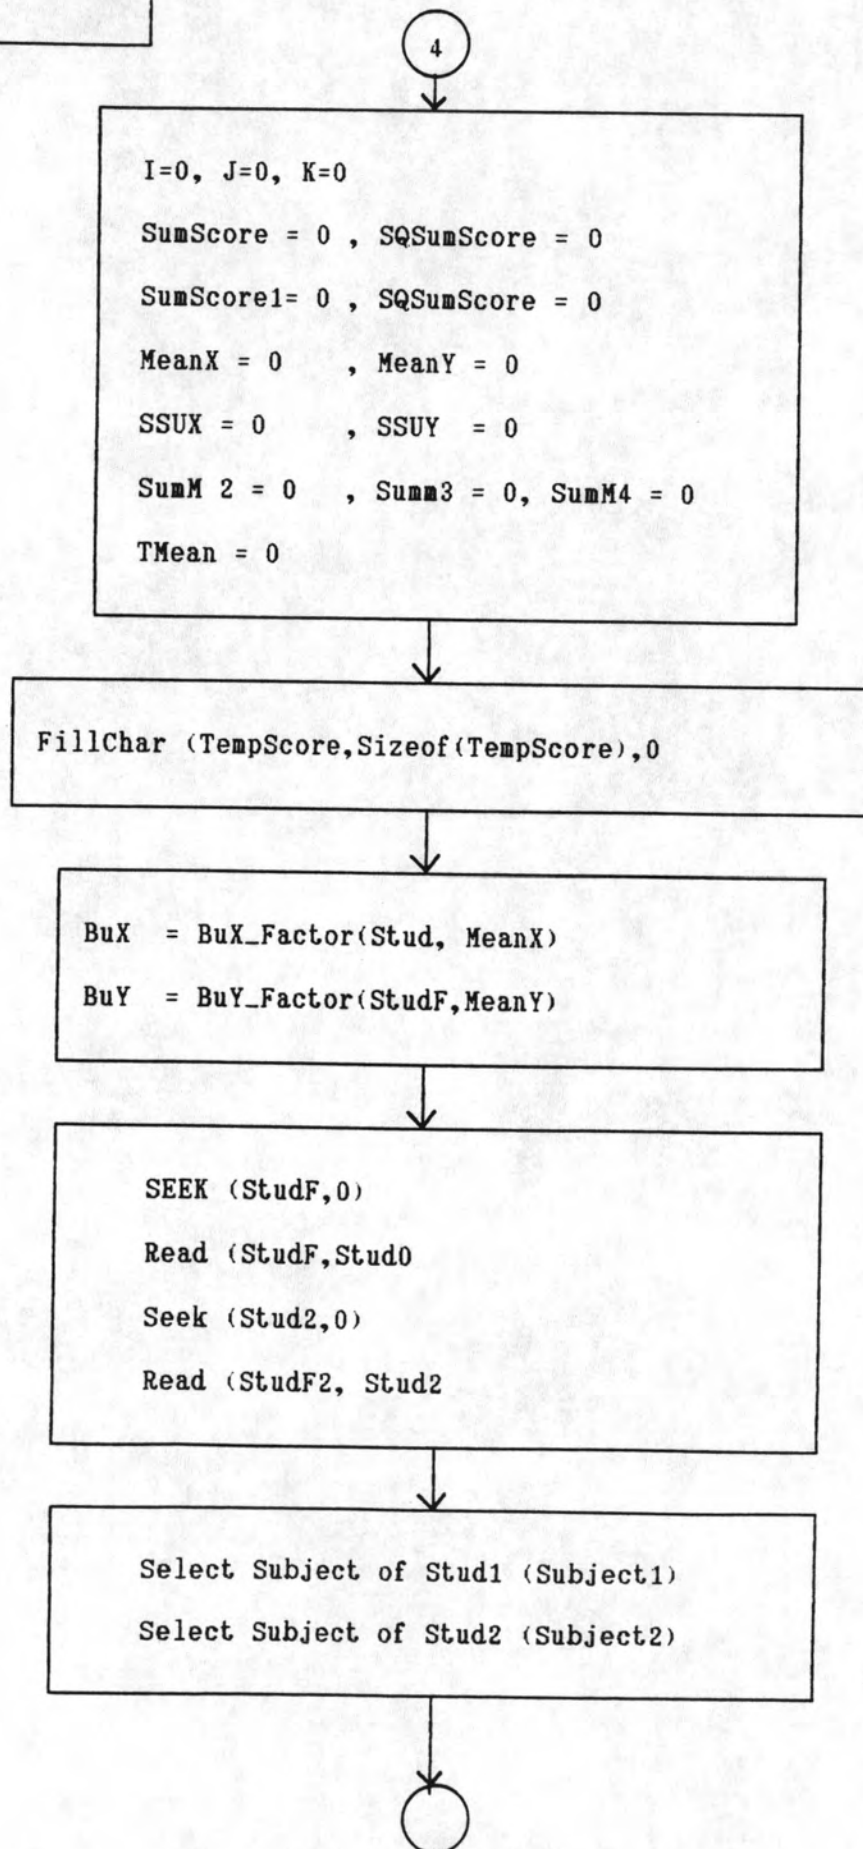 4
I=0, J=0, K=0
SumScore = 0 , SQSumScore = 0
SumScore1= 0 , SQSumScore = 0
MeanX = 0 , MeanY = 0
SSUX = 0 , SSUY = 0
SumM 2 = 0 , Summ3 = 0, SumM4 = 0
TMean = 0
FillChar (TempScore,Sizeof(TempScore),0
BuX = BuX_Factor(Stud, MeanX)
BuY = BuY_Factor(StudF,MeanY)
SEEK (StudF,0)
Read (StudF,Stud0
Seek (Stud2,0)
Read (StudF2, Stud2
Select Subject of Stud1 (Subject1)
Select Subject of Stud2 (Subject2)